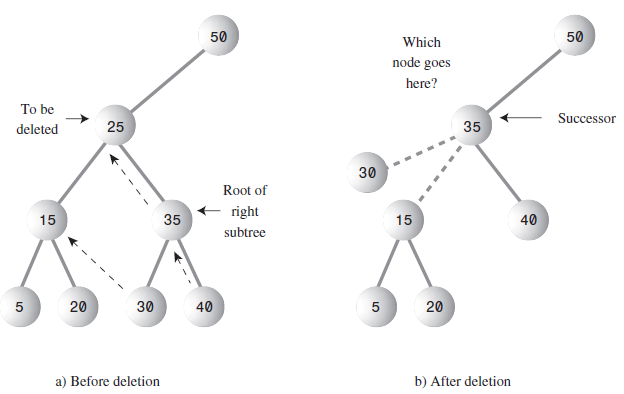 50
To be
deleted
25
Root of
right
subtree
15
35
5
20
30
40
a) Before deletion
Which
node goes
here?
50
35
Successor
30
15
40
5
20
b) After deletion